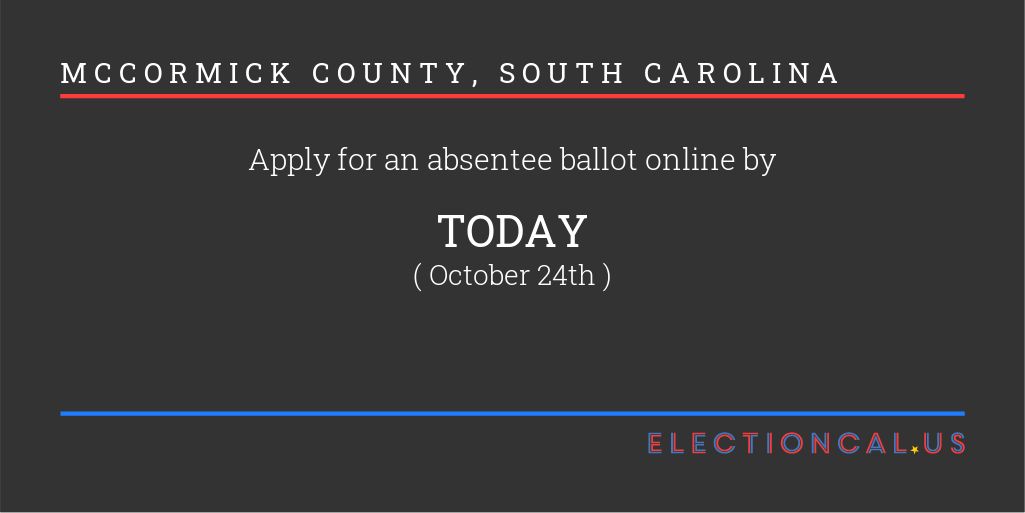 MCCORMICK COUNTY, SOUTH CAROLINA
Apply for an absentee ballot online by
TODAY
( October 24th )
ELECTIONCAL.US